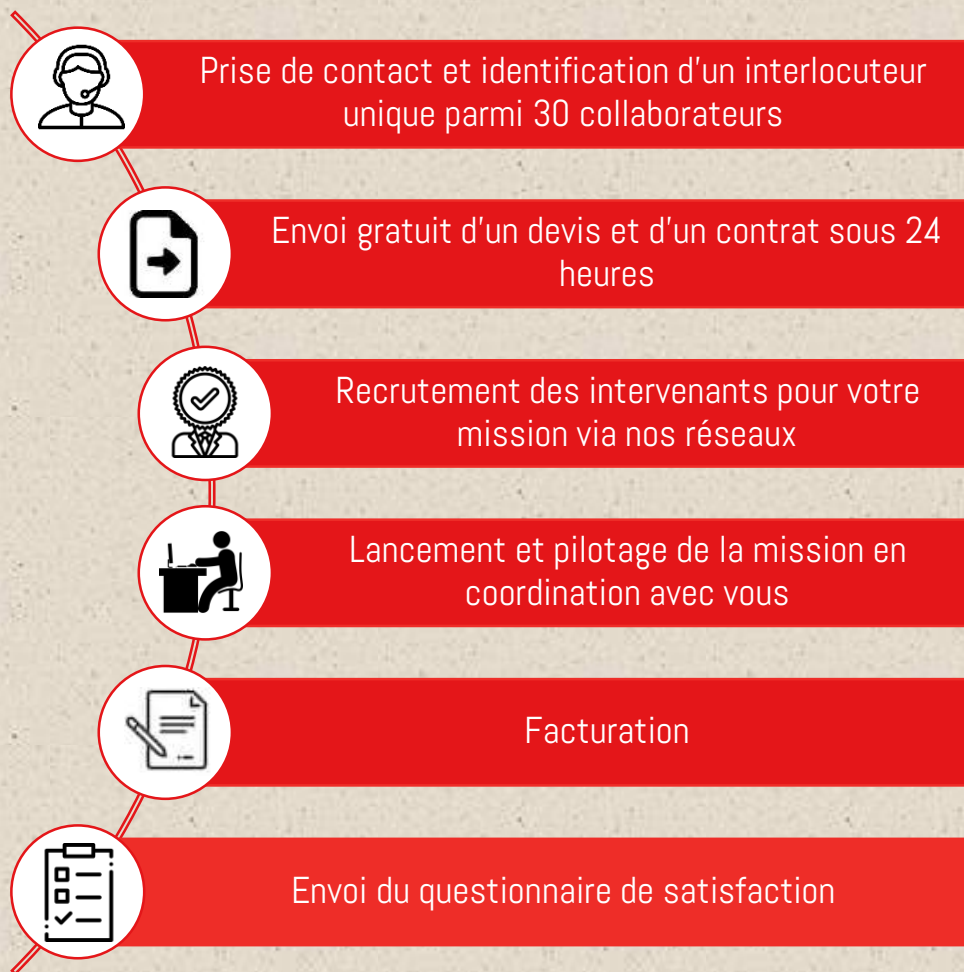 Prise de contact et identification d'un interlocuteur
unique parmi 30 collaborateurs
Envoi gratuit d'un devis et d'un contrat sous 24
heures
Recrutement des intervenants pour votre
mission via nos réseaux
Lancement et pilotage de la mission en
coordination avec vous
Facturation
Envoi du questionnaire de satisfaction